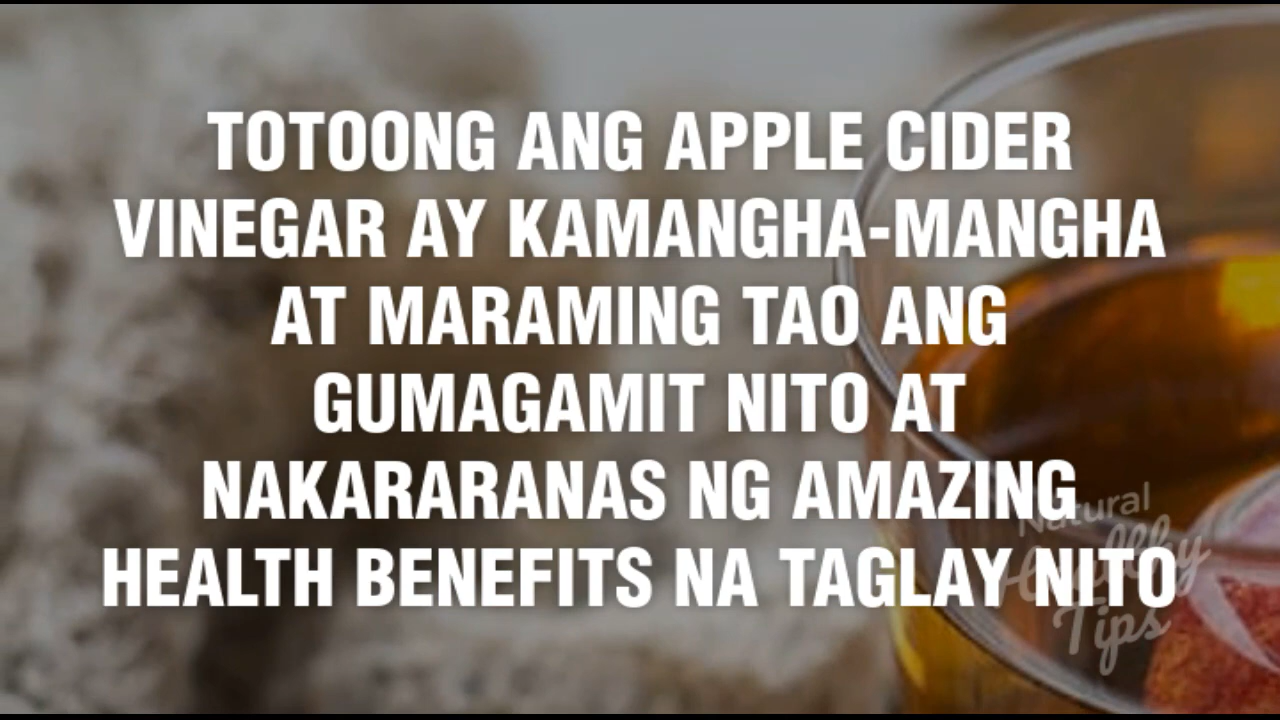 TOTOONG ANG APPLE CIDER
VINEGAR AY KAMANGHA-MANGHA
AT MARAMING TAO ANG
GUMAGAMIT NITO AT
NAKARARANAS NG AMAZING
HEALTH BENEFITS NA TAGLAY NITO
Natural
Healthy
Tips